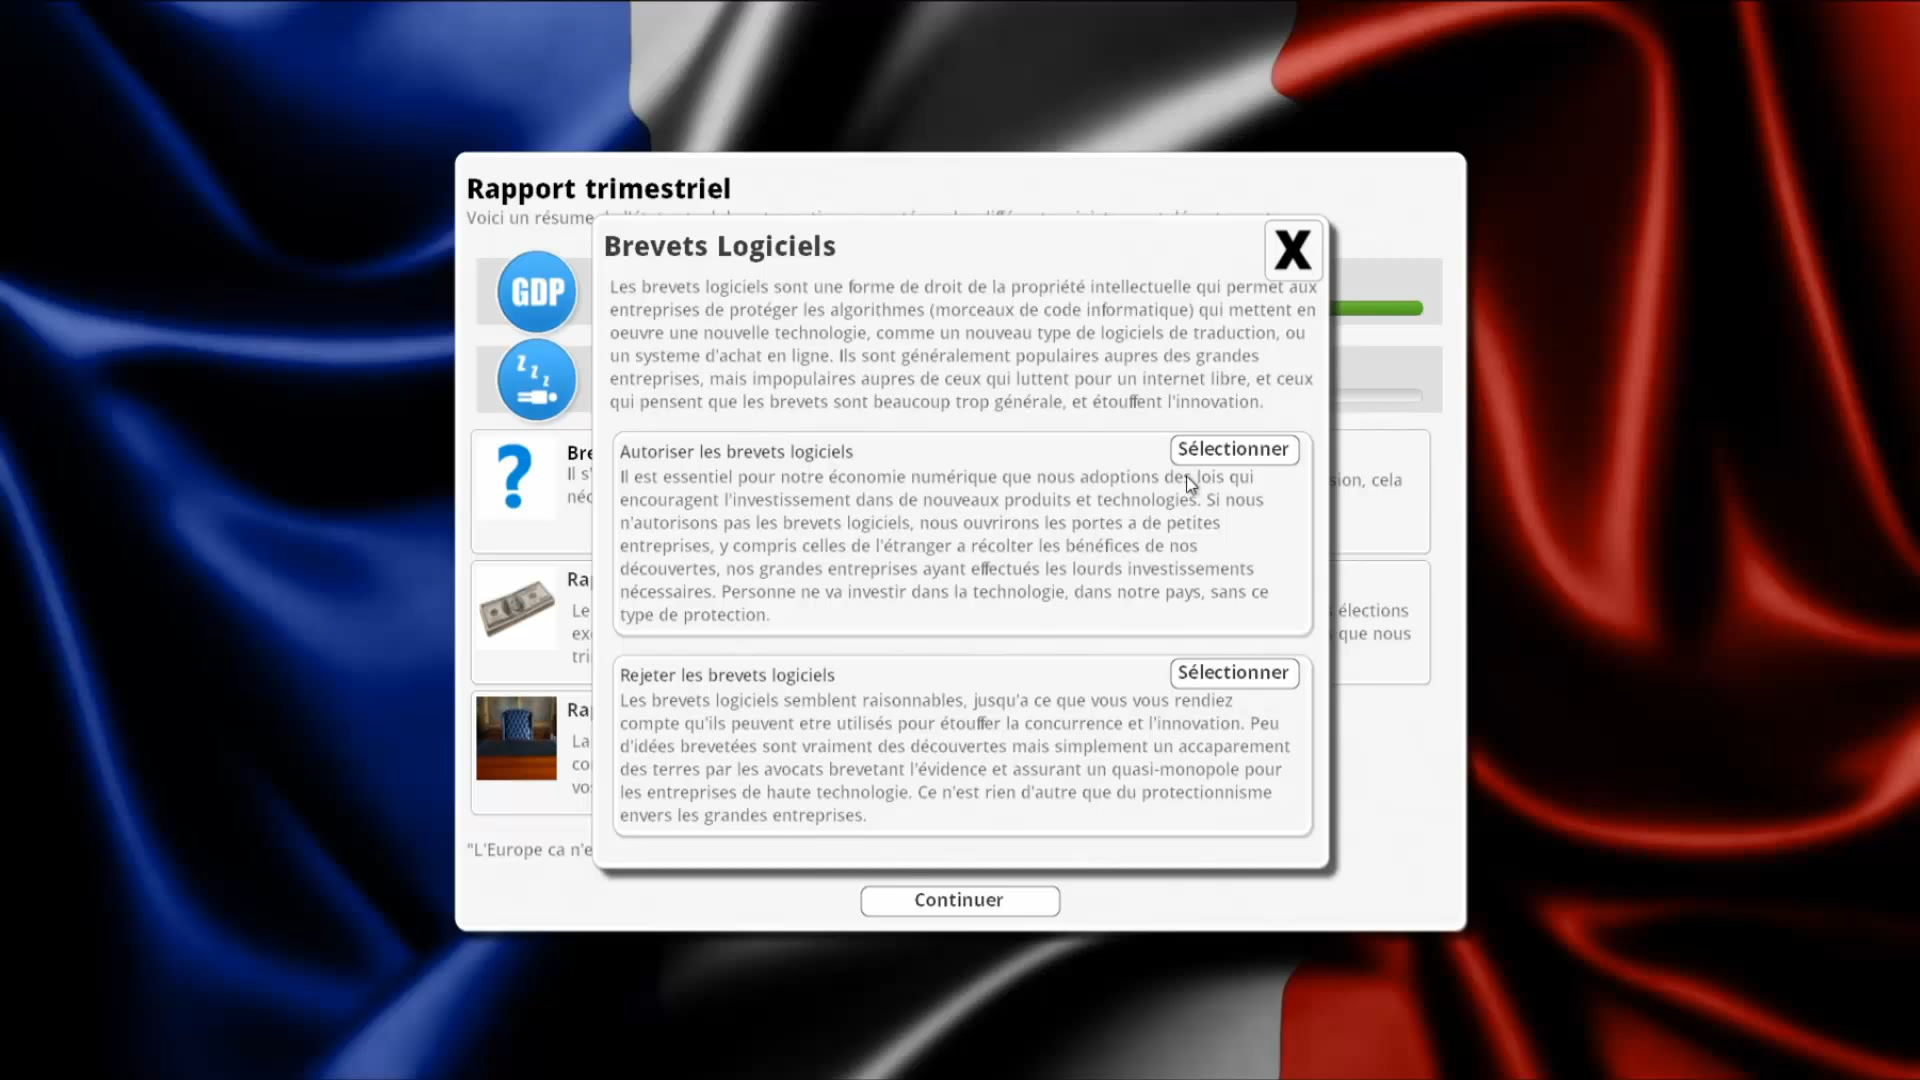 Rapport trimestriel
Voici un résumé
Brevets Logiciels
X
Les brevets logiciels sont une forme de droit de la propriété intellectuelle qui permet aux
entreprises de protéger les algorithmes (morceaux de code informatique) qui mettent en
oeuvre une nouvelle technologie, comme un nouveau type de logiciels de traduction, ou
un systeme d'achat en ligne. Ils sont généralement populaires aupres des grandes
entreprises, mais impopulaires aupres de ceux qui luttent pour un internet libre, et ceux
qui pensent que les brevets sont beaucoup trop générale, et étouffent l'innovation.
GDP
z z z
Autoriser les brevets logiciels
Sélectionner
Il est essentiel pour notre économie numérique que nous adoptions des lois qui
encouragent l'investissement dans de nouveaux produits et technologies. Si nous
n'autorisons pas les brevets logiciels, nous ouvrirons les portes a de petites
entreprises, y compris celles de l'étranger a récolter les bénéfices de nos
découvertes, nos grandes entreprises ayant effectués les lourds investissements
nécessaires. Personne ne va investir dans la technologie, dans notre pays, sans ce
type de protection.
Rejeter les brevets logiciels
Sélectionner
Les brevets logiciels semblent raisonnables, jusqu'a ce que vous vous rendiez
compte qu'ils peuvent etre utilisés pour étouffer la concurrence et l'innovation. Peu
d'idées brevetées sont vraiment des découvertes mais simplement un accaparement
des terres par les avocats brevetant l'évidence et assurant un quasi-monopole pour
les entreprises de haute technologie. Ce n'est rien d'autre que du protectionnisme
envers les grandes entreprises.
?
Bre
Il s'
néc
sion, cela
Rap
Le
exe
tri
élections
que nous
Rap
La
co
vos
"L'Europe ca n'e
Continuer